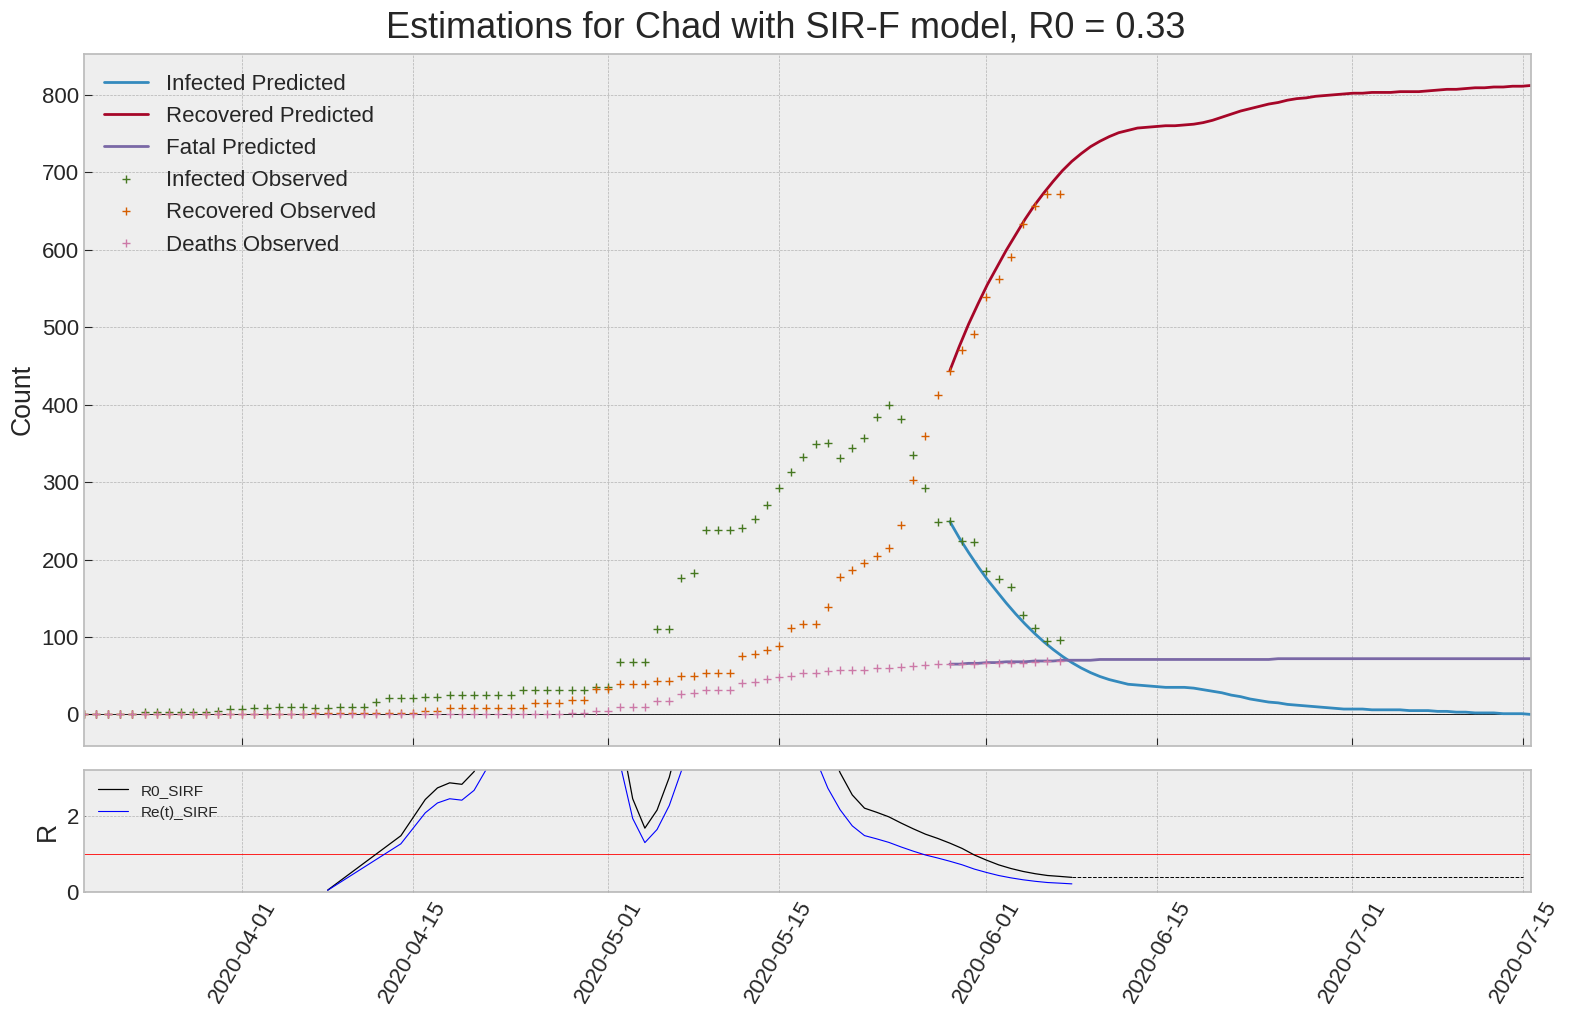 Estimations for Chad with SIR-F model, R0 = 0.33
Infected Predicted
Recovered Predicted
Fatal Predicted
Infected Observed
Recovered Observed
Deaths Observed
800
700
600
500
400
300
200
100
0
Count
R0_SIRF
Re(t)_SIRF
2
0
R
2020-04-01
2020-04-15
2020-05-01
2020-05-15
2020-06-01
2020-06-15
2020-07-01
2020-07-15